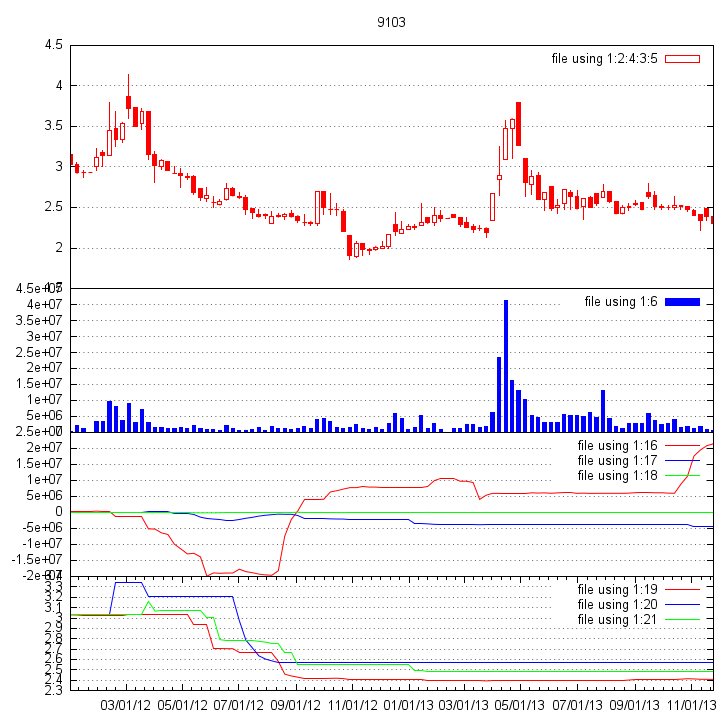 9103
4.5
file using 1:2:4:3:5
4
3.5
3
2.5
2
4.5e+07
file using 1:6
4e+07
3.5e+07
3e+07
2.5e+07
2e+07
1.5e+07
1e+07
5e+06
2.5e+07
file using 1:16
2e+07
file using 1:17
1.5e+07
file using 1:18
1e+07
5e+06
0
-5e+06
-1e+07
-1.5e+07
-2e+07
file using 1:19
3.3
3.2
file using 1:20
3.1
file using 1:21
3
2.9
2.8
2.7
2.6
2.5
2.4
2.3
03/01/12 05/01/12 07/01/12 09/01/12 11/01/12 01/01/13 03/01/13 05/01/13 07/01/13 09/01/13 11/01/13